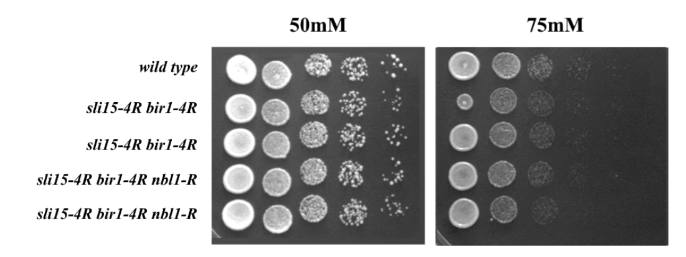 50mM 75mM
wild type
sli15-4R bir1-4R
sli15-4R bir1-4R
sli15-4R bir1-4R nbl1-R
sli15-4R bir1-4R nbl1-R